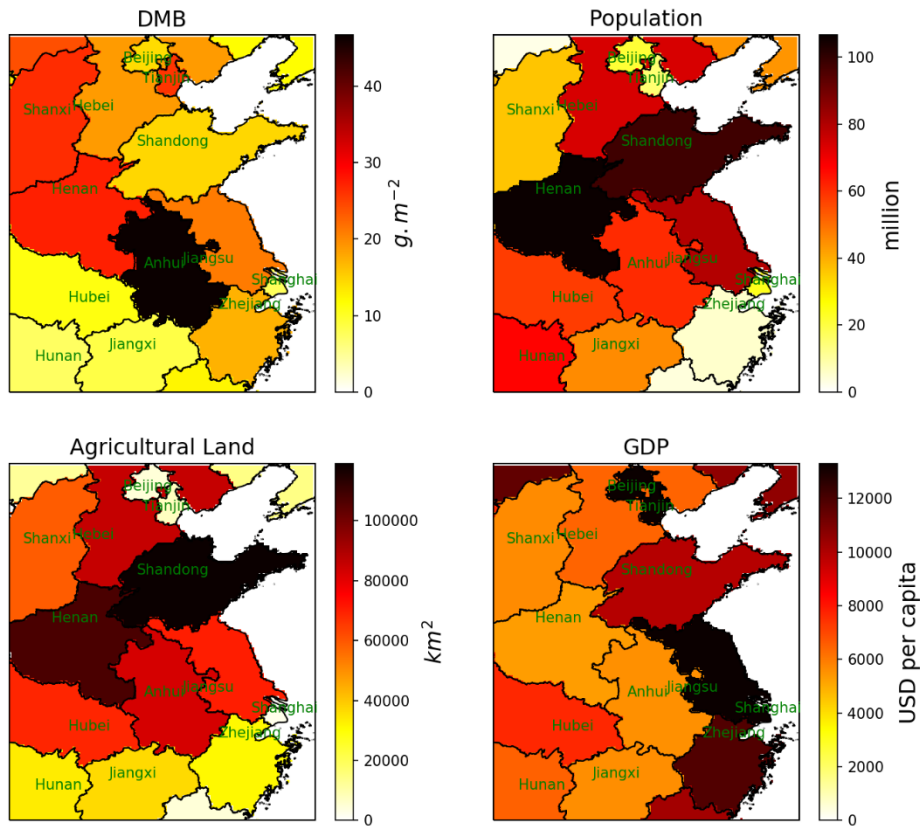 DMB
Beijing
Tianjin
Shanxi
Hebei
Shandong
Henan
Anhui
Jiangsu
Shanghai
Hubei
Zhejiang
Hunan
Jiangxi
40
30
20
10
0
g.m⁻²
Population
Beijing
Tianjin
Shanxi
Hebei
Shandong
Henan
Anhui
Jiangsu
Shanghai
Hubei
Zhejiang
Hunan
Jiangxi
100
80
60
40
20
0
million
Agricultural Land
Beijing
Tianjin
Shanxi
Hebei
Shandong
Henan
Anhui
Jiangsu
Shanghai
Hubei
Zhejiang
Hunan
Jiangxi
100000
80000
60000
40000
20000
0
km²
GDP
Beijing
Tianjin
Shanxi
Hebei
Shandong
Henan
Anhui
Jiangsu
Shanghai
Hubei
Zhejiang
Hunan
Jiangxi
12000
10000
8000
6000
4000
2000
0
USD per capita